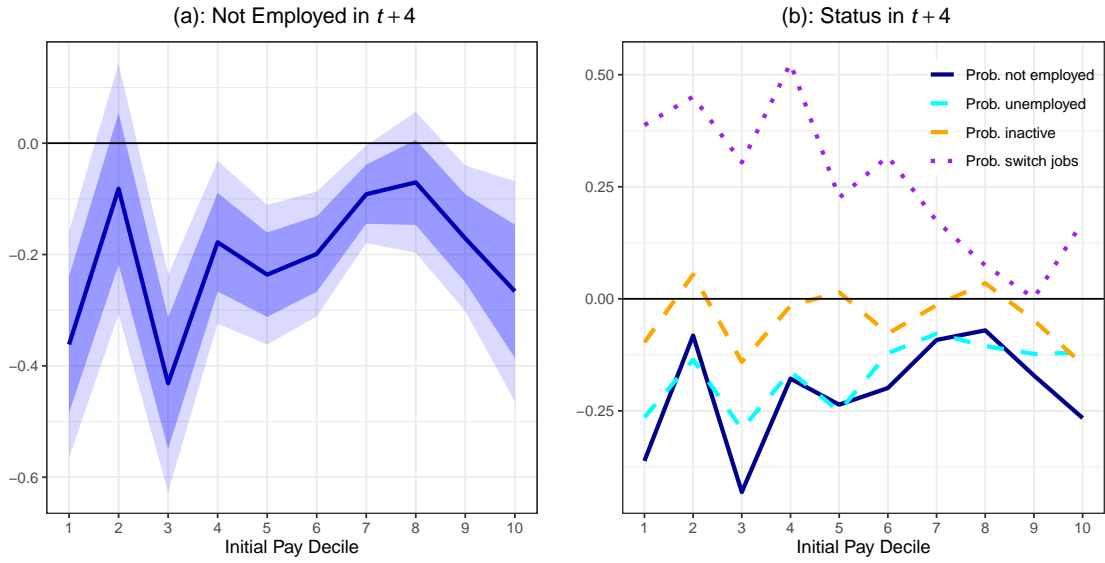 (a): Not Employed in t + 4
0.0
−0.2
−0.4
−0.6
1 2 3 4 5 6 7 8 9 10
Initial Pay Decile
(b): Status in t + 4
0.50
0.25
0.00
−0.25
Prob. not employed
Prob. unemployed
Prob. inactive
Prob. switch jobs
1 2 3 4 5 6 7 8 9 10
Initial Pay Decile